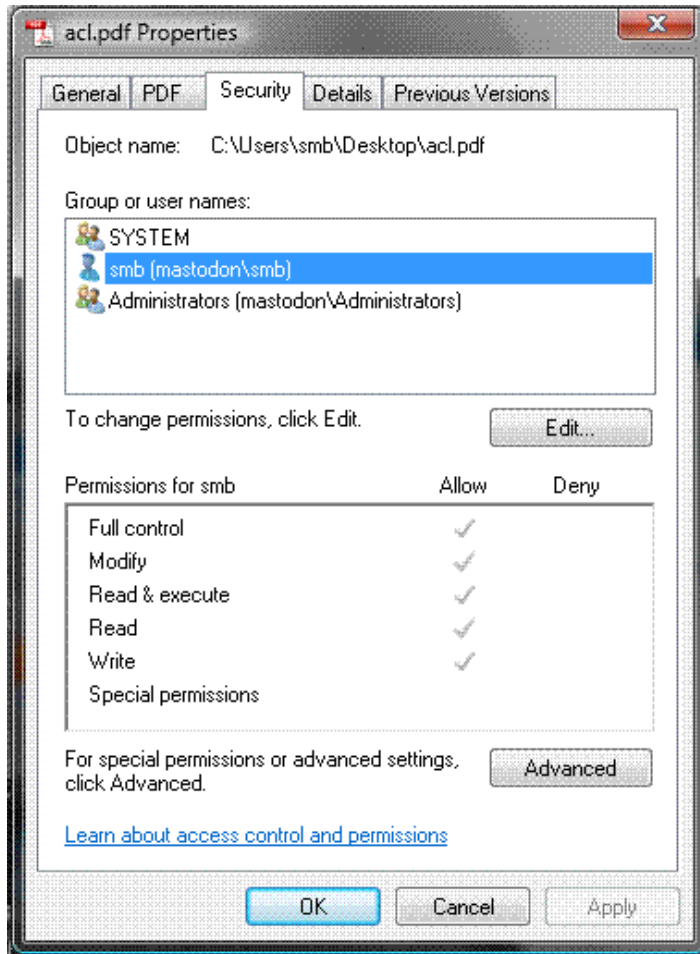 acl.pdf Properties
General PDF Security Details Previous Versions
Object name: C:\Users\smb\Desktop\acl.pdf
Group or user names:
SYSTEM
smb (mastodon\smb)
Administrators (mastodon\Administrators)
To change permissions, click Edit.
Edit...
Permissions for smb Allow Deny
Full control
Modify
Read & execute
Read
Write
Special permissions
For special permissions or advanced settings,
click Advanced.
Advanced
Learn about access control and permissions
OK Cancel Apply